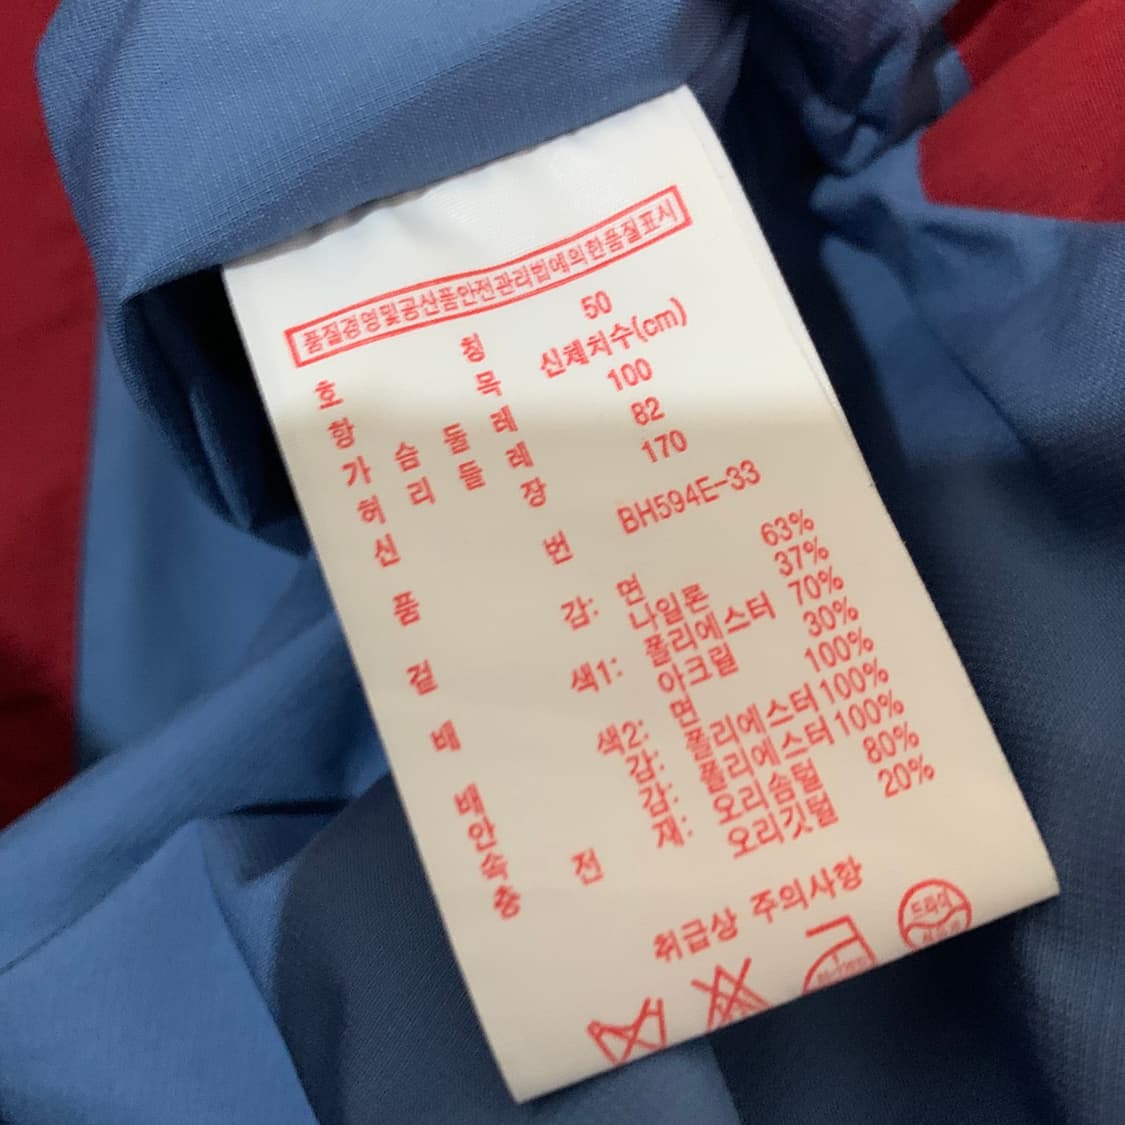 품질경영및공산품안전관리법에의한품질표시
호 칭 50
항 목 신체치수(cm)
가 슴 둘 레 100
허 리 둘 레 82
신 장 170
품 번 BH594E-33
겉 감: 면 63%
나일론 37%
배 색1: 폴리에스터 70%
아크릴 30%
배 색2: 면 100%
안 감: 폴리에스터 100%
속 감: 폴리에스터 100%
충 전 재: 오리솜털 80%
오리깃털 20%
취급상 주의사항
드라이